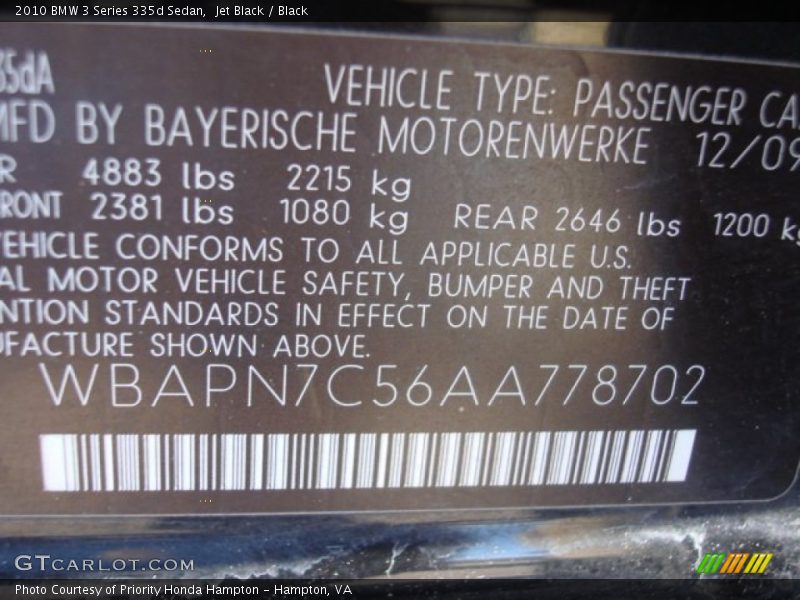 2010 BMW 3 Series 335d Sedan, Jet Black / Black
35dA
VEHICLE TYPE: PASSENGER CA
MFD BY BAYERISCHE MOTORENWERKE 12/09
R 4883 lbs 2215 kg
RONT 2381 lbs 1080 kg REAR 2646 lbs 1200 kg
VEHICLE CONFORMS TO ALL APPLICABLE U.S.
AL MOTOR VEHICLE SAFETY, BUMPER AND THEFT
NTION STANDARDS IN EFFECT ON THE DATE OF
UFACTURE SHOWN ABOVE.
WBAPN7C56AA778702
GTCARLOT.COM
Photo Courtesy of Priority Honda Hampton - Hampton, VA